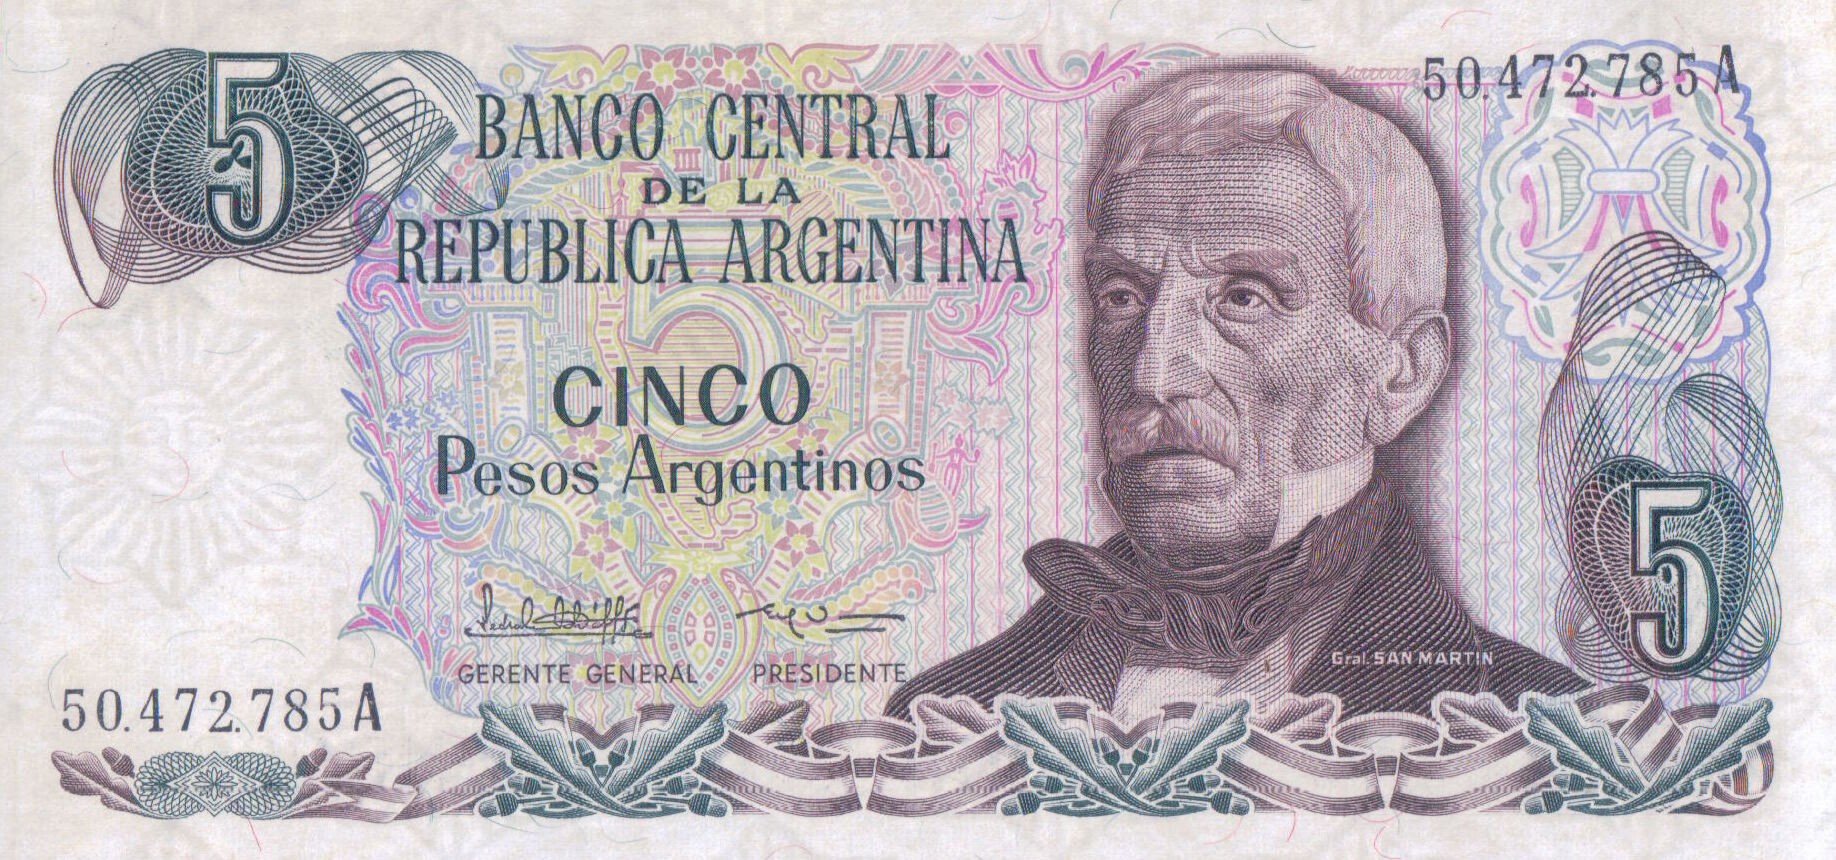 5
50.472.785A
BANCO CENTRAL
DE LA
REPUBLICA ARGENTINA
5
CINCO
Pesos Argentinos
GERENTE GENERAL PRESIDENTE
Gral. SAN MARTIN
5
50.472.785A